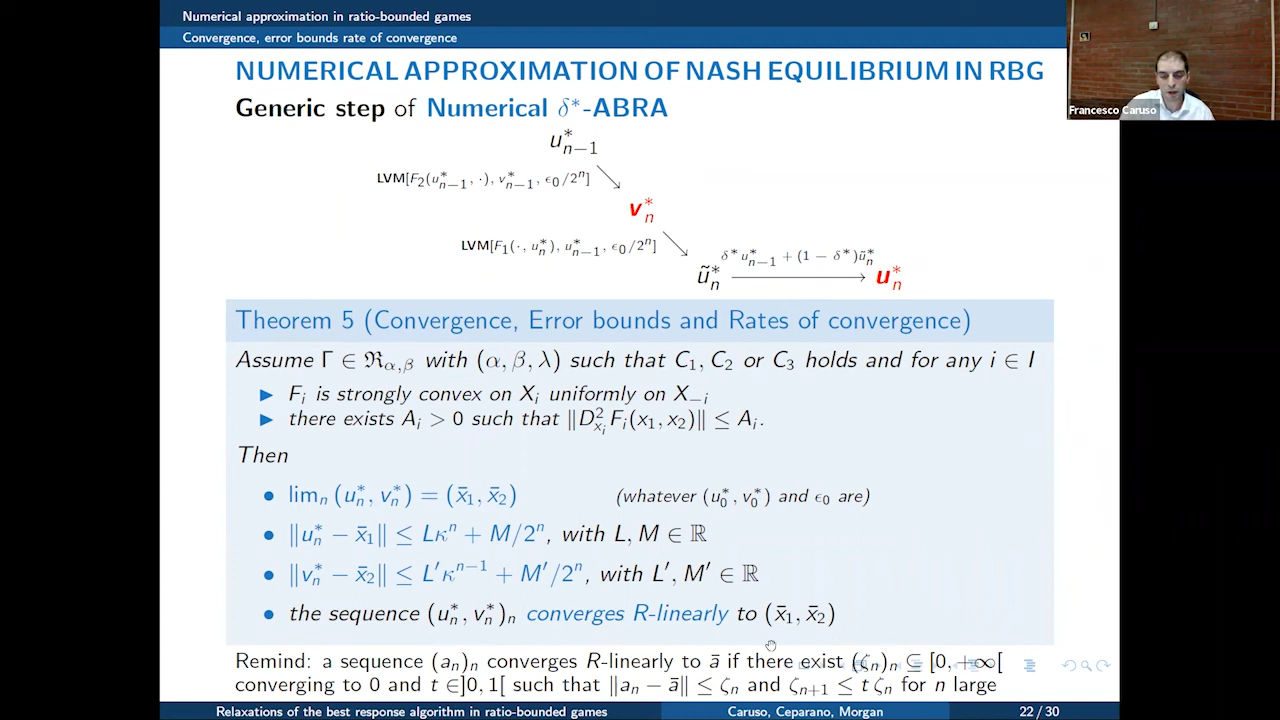 Numerical approximation in ratio-bounded games
Convergence, error bounds rate of convergence
Francesco Caruso
NUMERICAL APPROXIMATION OF NASH EQUILIBRIUM IN RBG
Generic step of Numerical δ*-ABRA
u*_{n−1}
LVM[F₂(u*_{n−1}, ·), v*_{n−1}, ϵ₀/2ⁿ]
v*_n
LVM[F₁(·, u*_n), u*_{n−1}, ϵ₀/2ⁿ]
δ*u*_{n−1} + (1 − δ*)ũ*_n
ũ*_n → u*_n
Theorem 5 (Convergence, Error bounds and Rates of convergence)
Assume Γ ∈ ℜ_{α,β} with (α, β, λ) such that C₁, C₂ or C₃ holds and for any i ∈ I
▶ F_i is strongly convex on X_i uniformly on X_{−i}
▶ there exists A_i > 0 such that ‖D²_{x_i}F_i(x₁, x₂)‖ ≤ A_i.
Then
• lim_n (u*_n, v*_n) = (x̄₁, x̄₂) (whatever (u*₀, v*₀) and ϵ₀ are)
• ‖u*_n − x̄₁‖ ≤ Lκⁿ + M/2ⁿ, with L, M ∈ ℝ
• ‖v*_n − x̄₂‖ ≤ L′κ^{n−1} + M′/2ⁿ, with L′, M′ ∈ ℝ
• the sequence (u*_n, v*_n)_n converges R-linearly to (x̄₁, x̄₂)
Remind: a sequence (a_n)_n converges R-linearly to ā if there exist (ζ_n)_n ⊆ [0, +∞[
converging to 0 and t ∈]0, 1[ such that ‖a_n − ā‖ ≤ ζ_n and ζ_{n+1} ≤ t ζ_n for n large
Relaxations of the best response algorithm in ratio-bounded games
Caruso, Ceparano, Morgan
22 / 30